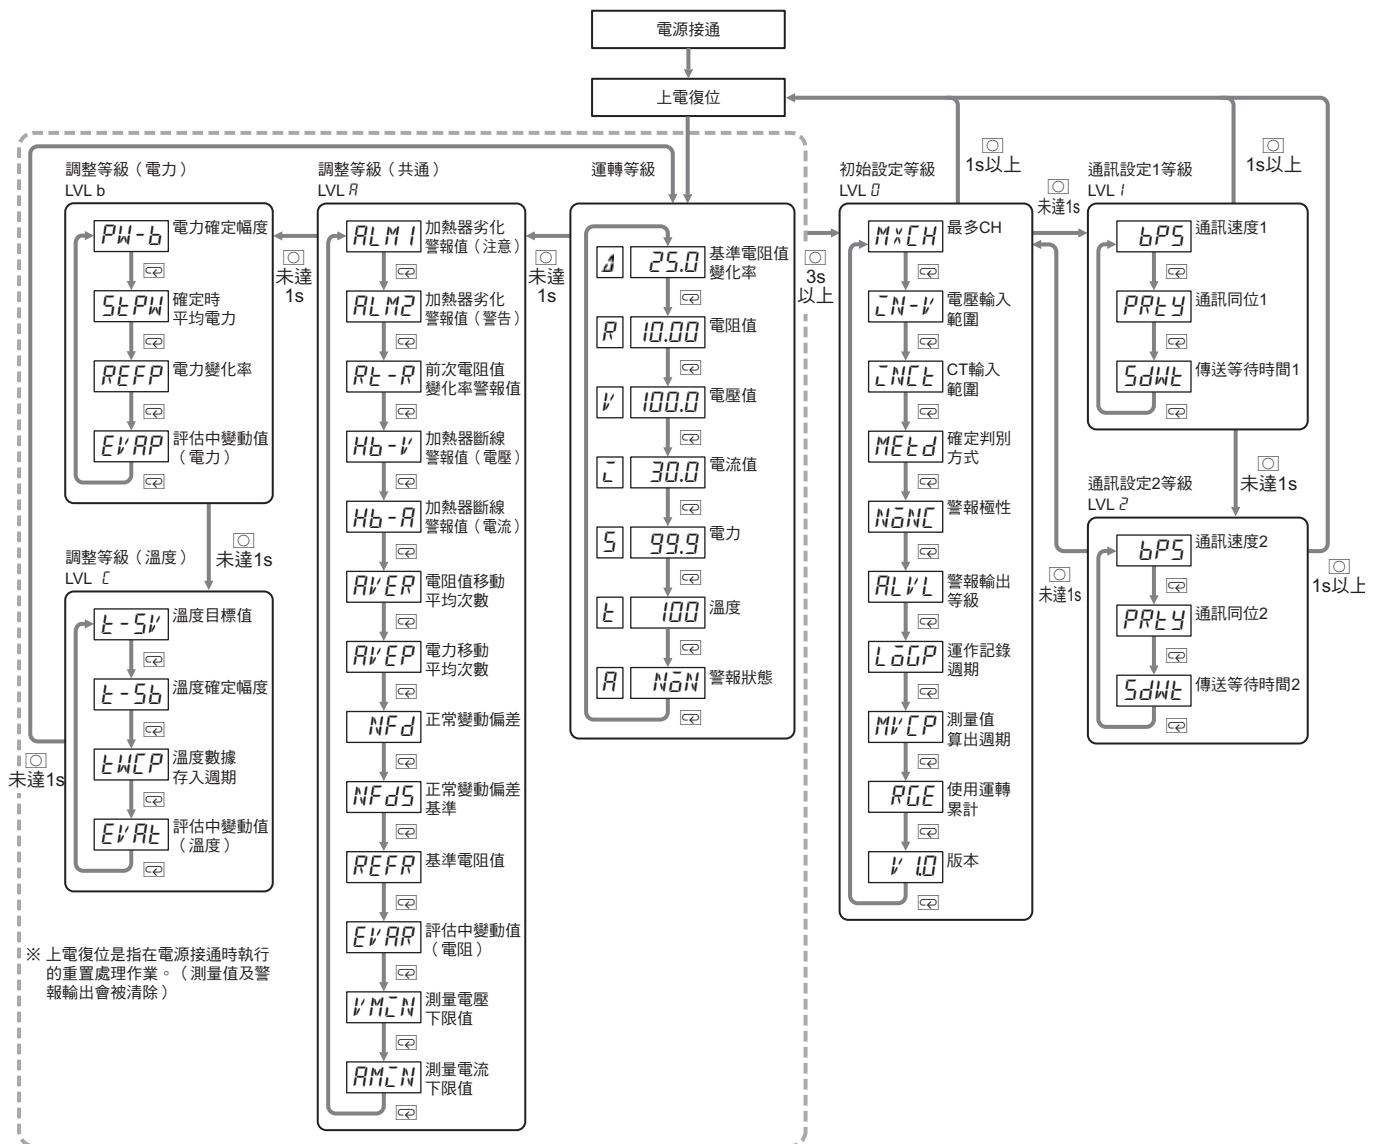 電源接通
上電復位
調整等級（電力）
LVL b
PW-b
電力確定幅度
StPW
確定時
平均電力
REFP
電力變化率
EVAP
評估中變動值
（電力）
未達
1s
未達1s
調整等級（溫度）
LVL C
t-SV
溫度目標值
t-Sb
溫度確定幅度
tWCP
溫度數據
存入週期
EVAt
評估中變動值
（溫度）
未達1s
※ 上電復位是指在電源接通時執行
的重置處理作業。（測量值及警
報輸出會被清除）
調整等級（共通）
LVL A
ALM1
加熱器劣化
警報值（注意）
ALM2
加熱器劣化
警報值（警告）
Rt-R
前次電阻值
變化率警報值
Hb-V
加熱器斷線
警報值（電壓）
Hb-A
加熱器斷線
警報值（電流）
AVER
電阻值移動
平均次數
AVEP
電力移動
平均次數
NFd
正常變動偏差
NFdS
正常變動偏差
基準
REFR
基準電阻值
EVAR
評估中變動值
（電阻）
VMIN
測量電壓
下限值
AMIN
測量電流
下限值
未達
1s
運轉等級
25.0
基準電阻值
變化率
R
10.00
電阻值
V
100.0
電壓值
I
30.0
電流值
S
99.9
電力
t
100
溫度
A
NON
警報狀態
3s
以上
初始設定等級
LVL 0
MXCH
最多CH
IN-V
電壓輸入
範圍
INCt
CT輸入
範圍
MEtd
確定判別
方式
NONC
警報極性
ALVL
警報輸出
等級
LOGP
運作記錄
週期
MVCP
測量值
算出週期
RGE
使用運轉
累計
V 1.0
版本
1s以上
未達1s
未達1s
通訊設定1等級
LVL 1
bPS
通訊速度1
PRtY
通訊同位1
SdWt
傳送等待時間1
1s以上
未達1s
通訊設定2等級
LVL 2
bPS
通訊速度2
PRtY
通訊同位2
SdWt
傳送等待時間2
1s以上